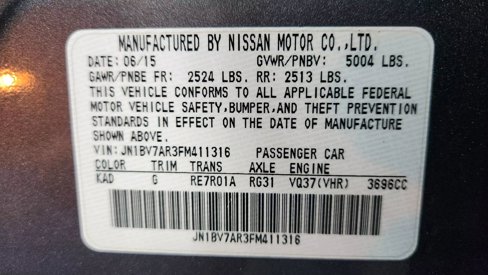 MANUFACTURED BY NISSAN MOTOR CO.,LTD.
DATE: 06/15 GVWR/PNBV: 5004 LBS.
GAWR/PNBE FR: 2524 LBS. RR: 2513 LBS.
THIS VEHICLE CONFORMS TO ALL APPLICABLE FEDERAL
MOTOR VEHICLE SAFETY,BUMPER,AND THEFT PREVENTION
STANDARDS IN EFFECT ON THE DATE OF MANUFACTURE
SHOWN ABOVE.
VIN: JN1BV7AR3FM411316 PASSENGER CAR
COLOR TRIM TRANS AXLE ENGINE
KAD G RE7R01A RG31 VQ37(VHR) 3696CC
JN1BV7AR3FM411316